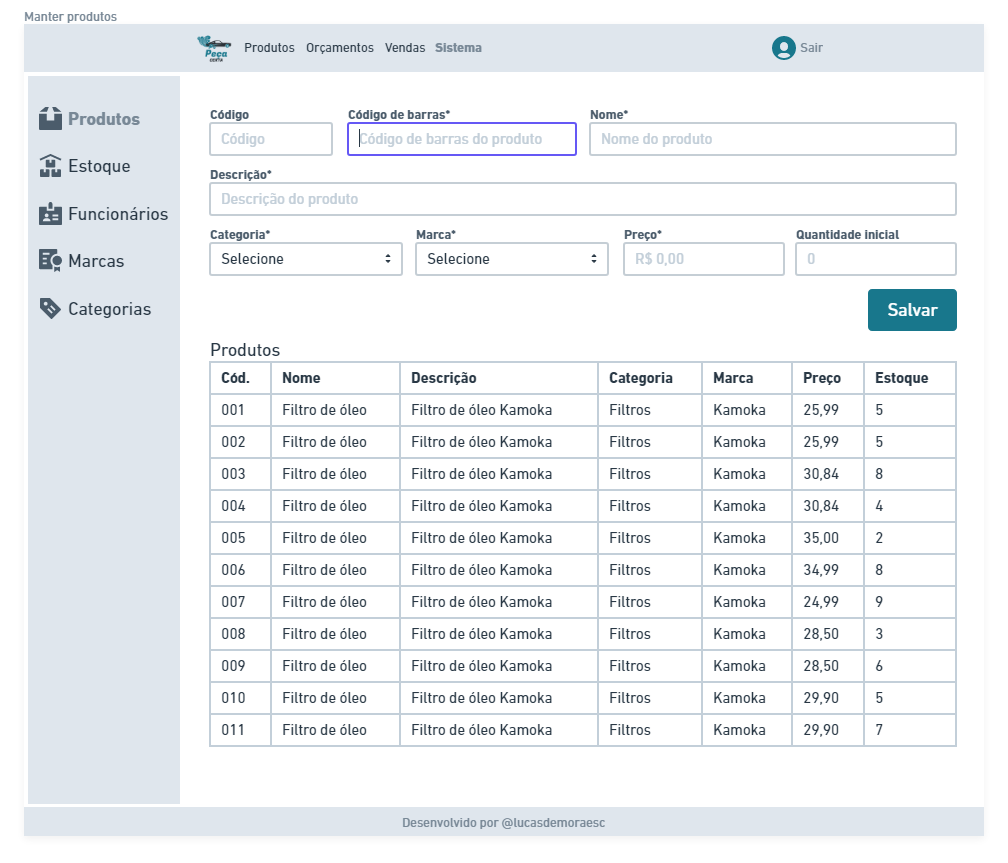 Manter produtos
Peça
certa
Produtos Orçamentos Vendas Sistema Sair
Produtos
Estoque
Funcionários
Marcas
Categorias
Código Código de barras* Nome*
Código Código de barras do produto Nome do produto
Descrição*
Descrição do produto
Categoria* Marca* Preço* Quantidade inicial
Selecione Selecione R$ 0,00 0
Salvar
Produtos
Cód. Nome Descrição Categoria Marca Preço Estoque
001 Filtro de óleo Filtro de óleo Kamoka Filtros Kamoka 25,99 5
002 Filtro de óleo Filtro de óleo Kamoka Filtros Kamoka 25,99 5
003 Filtro de óleo Filtro de óleo Kamoka Filtros Kamoka 30,84 8
004 Filtro de óleo Filtro de óleo Kamoka Filtros Kamoka 30,84 4
005 Filtro de óleo Filtro de óleo Kamoka Filtros Kamoka 35,00 2
006 Filtro de óleo Filtro de óleo Kamoka Filtros Kamoka 34,99 8
007 Filtro de óleo Filtro de óleo Kamoka Filtros Kamoka 24,99 9
008 Filtro de óleo Filtro de óleo Kamoka Filtros Kamoka 28,50 3
009 Filtro de óleo Filtro de óleo Kamoka Filtros Kamoka 28,50 6
010 Filtro de óleo Filtro de óleo Kamoka Filtros Kamoka 29,90 5
011 Filtro de óleo Filtro de óleo Kamoka Filtros Kamoka 29,90 7
Desenvolvido por @lucasdemoraesc